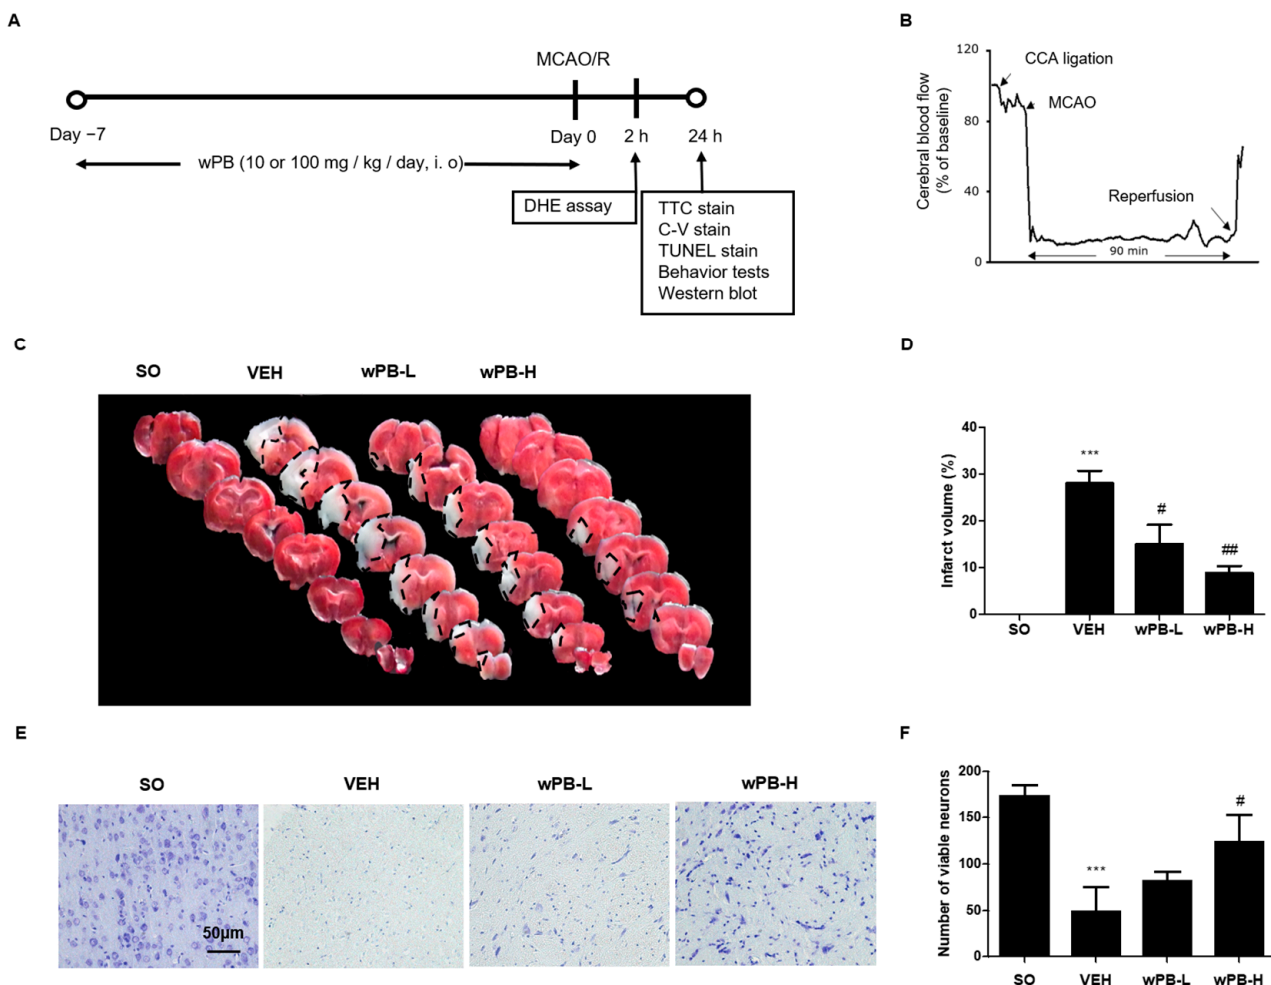 A
MCAO/R
Day −7
Day 0
2 h
24 h
wPB (10 or 100 mg / kg / day, i. o)
DHE assay
TTC stain
C-V stain
TUNEL stain
Behavior tests
Western blot
B
Cerebral blood flow
(% of baseline)
120
80
40
0
CCA ligation
MCAO
Reperfusion
90 min
C
SO
VEH
wPB-L
wPB-H
D
Infarct volume (%)
40
30
20
10
0
***
#
##
SO
VEH
wPB-L
wPB-H
E
SO
VEH
wPB-L
wPB-H
50µm
F
Number of viable neurons
200
150
100
50
0
***
#
SO
VEH
wPB-L
wPB-H